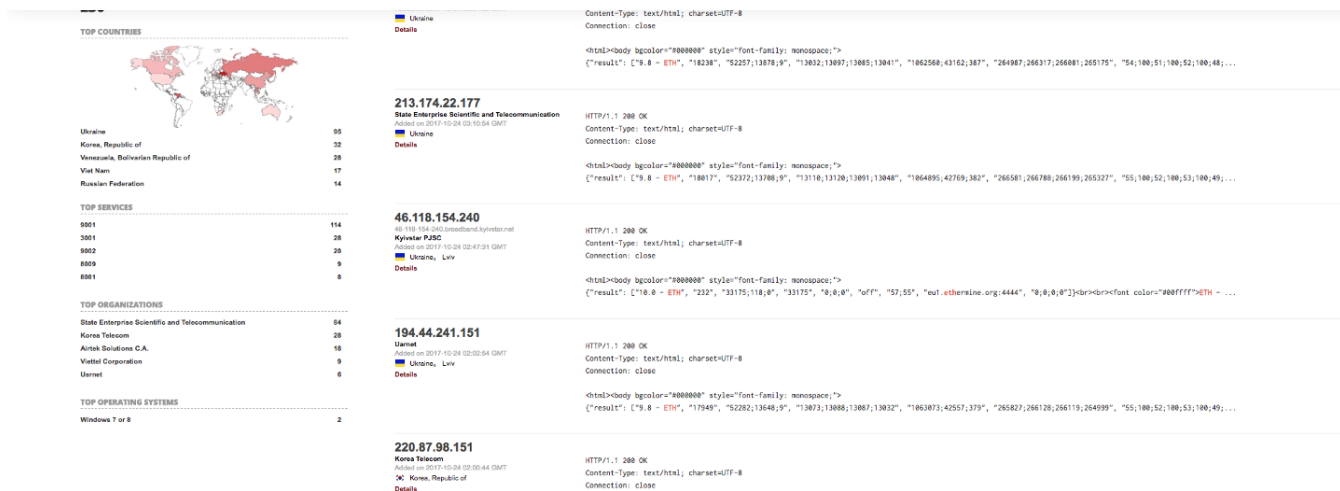 TOP COUNTRIES
Ukraine 95
Korea, Republic of 32
Venezuela, Bolivarian Republic of 28
Viet Nam 17
Russian Federation 14
TOP SERVICES
9001 114
3001 28
9002 20
8009 9
8081 8
TOP ORGANIZATIONS
State Enterprise Scientific and Telecommunication 84
Korea Telecom 28
Airtek Solutions C.A. 18
Viettel Corporation 9
Uarnet 6
TOP OPERATING SYSTEMS
Windows 7 or 8 2
Ukraine
Details
Content-Type: text/html; charset=UTF-8
Connection: close
<html><body bgcolor="#000000" style="font-family: monospace;">
{"result": ["9.8 - ETH", "18238", "52257;13878;9", "13032;13097;13085;13041", "1062560;43162;387", "264987;266317;266081;265175", "54;100;51;100;52;100;48;...
213.174.22.177
State Enterprise Scientific and Telecommunication
Added on 2017-10-24 03:10:54 GMT
Ukraine
Details
HTTP/1.1 200 OK
Content-Type: text/html; charset=UTF-8
Connection: close
<html><body bgcolor="#000000" style="font-family: monospace;">
{"result": ["9.8 - ETH", "18017", "52372;13708;9", "13110;13120;13091;13048", "1064895;42769;382", "266581;266788;266199;265327", "55;100;52;100;53;100;49;...
46.118.154.240
46-118-154-240.broadband.kyivstar.net
Kyivstar PJSC
Added on 2017-10-24 02:47:31 GMT
Ukraine, Lviv
Details
HTTP/1.1 200 OK
Content-Type: text/html; charset=UTF-8
Connection: close
<html><body bgcolor="#000000" style="font-family: monospace;">
{"result": ["10.0 - ETH", "232", "33175;118;0", "33175", "0;0;0", "off", "57;55", "eu1.ethermine.org:4444", "0;0;0;0"]}<br><br><font color="#00ffff">ETH - ...
194.44.241.151
Uarnet
Added on 2017-10-24 02:02:54 GMT
Ukraine, Lviv
Details
HTTP/1.1 200 OK
Content-Type: text/html; charset=UTF-8
Connection: close
<html><body bgcolor="#000000" style="font-family: monospace;">
{"result": ["9.8 - ETH", "17949", "52282;13648;9", "13073;13088;13087;13032", "1063073;42557;379", "265827;266128;266119;264999", "55;100;52;100;53;100;49;...
220.87.98.151
Korea Telecom
Added on 2017-10-24 02:00:44 GMT
Korea, Republic of
Details
HTTP/1.1 200 OK
Content-Type: text/html; charset=UTF-8
Connection: close